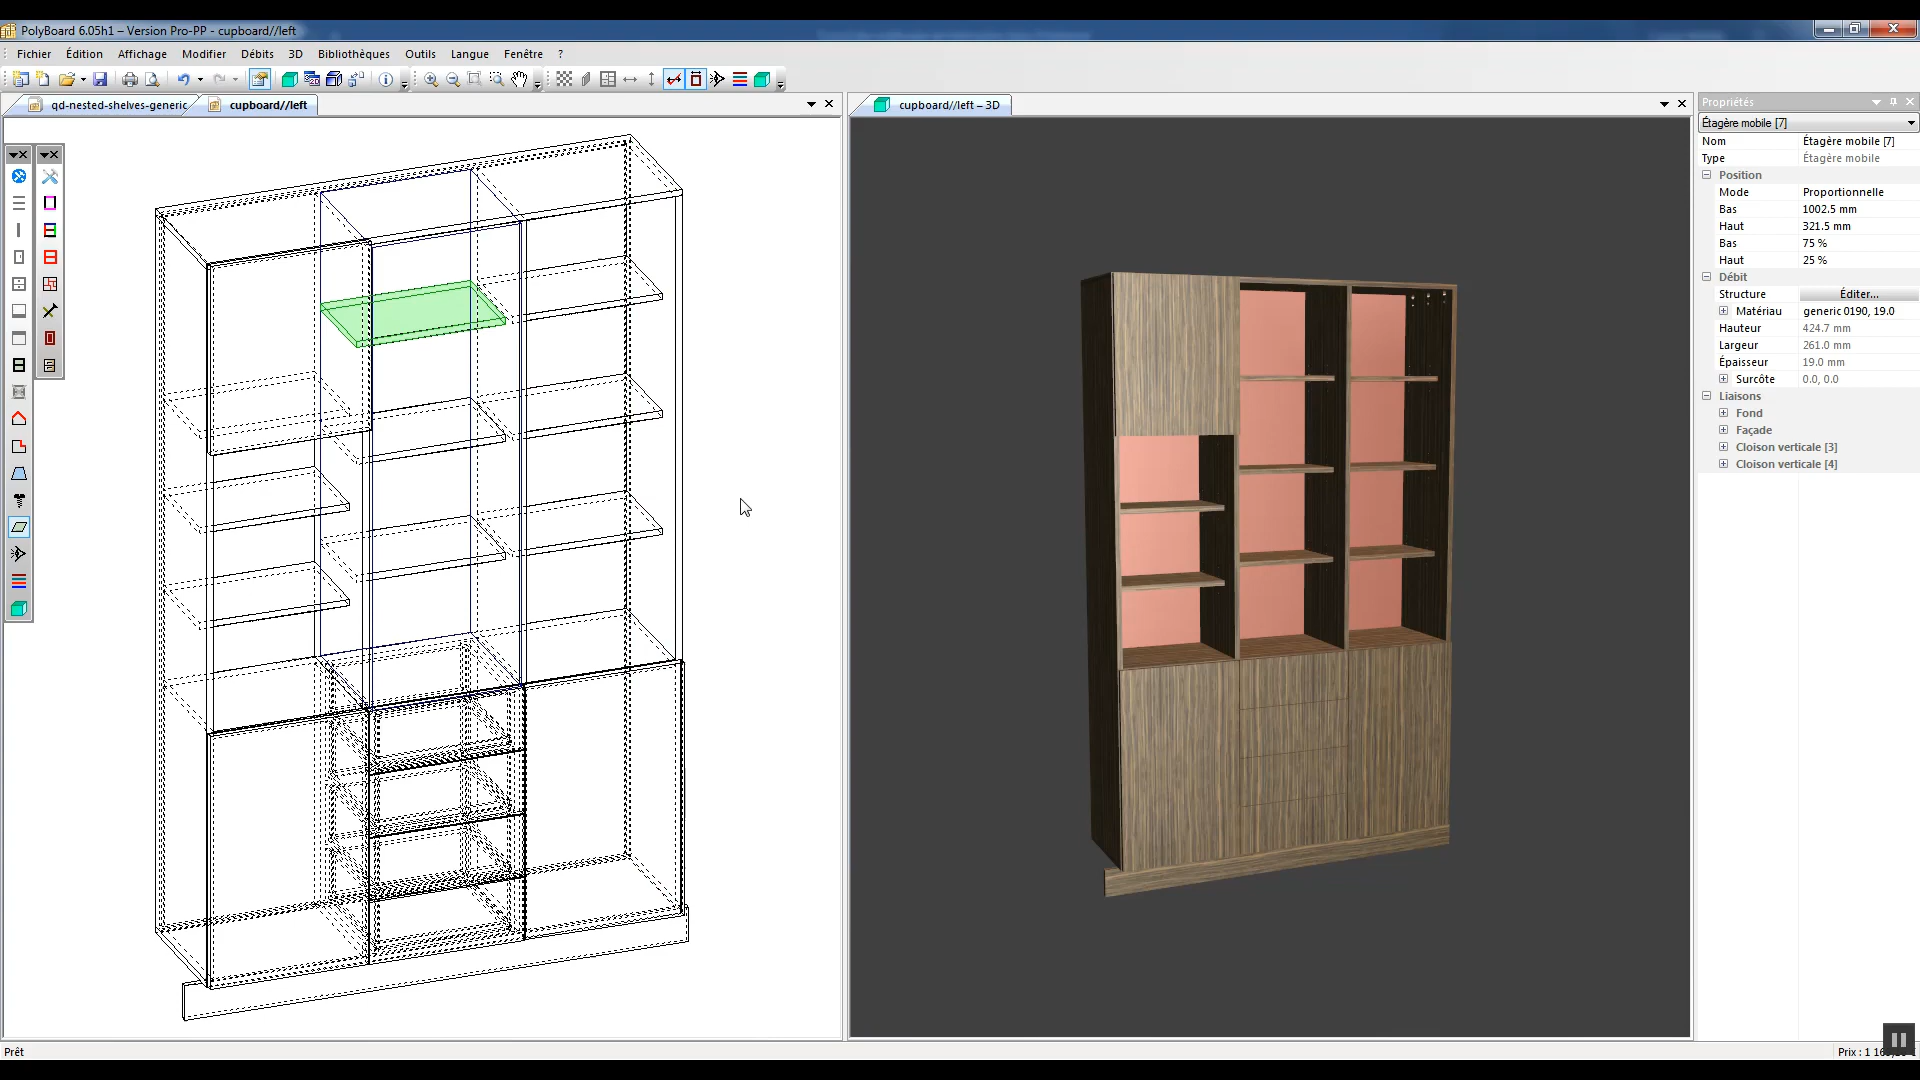 PolyBoard 6.05h1 – Version Pro-PP - cupboard//left
Fichier Édition Affichage Modifier Débits 3D Bibliothèques Outils Langue Fenêtre ?
qd-nested-shelves-generic
cupboard//left
cupboard//left – 3D
Propriétés
Étagère mobile [7]
Nom Étagère mobile [7]
Type Étagère mobile
Position
Mode Proportionnelle
Bas 1002.5 mm
Haut 321.5 mm
Bas 75 %
Haut 25 %
Débit
Structure Éditer...
Matériau generic 0190, 19.0
Hauteur 424.7 mm
Largeur 261.0 mm
Épaisseur 19.0 mm
Surcôte 0.0, 0.0
Liaisons
Fond
Façade
Cloison verticale [3]
Cloison verticale [4]
Prêt
Prix : 1